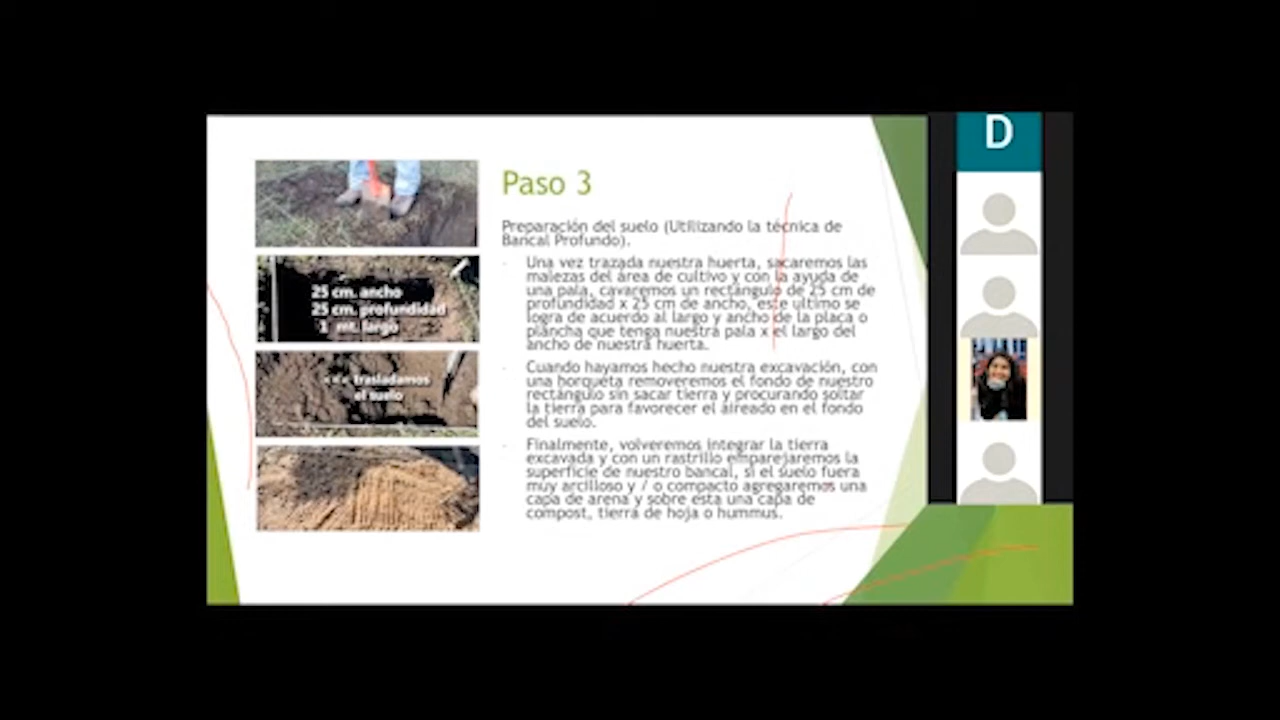 Paso 3
Preparación del suelo (Utilizando la técnica de
Bancal Profundo).
Una vez trazada nuestra huerta, sacaremos las
malezas del área de cultivo y con la ayuda de
una pala, cavaremos un rectángulo de 25 cm de
profundidad x 25 cm de ancho, este ultimo se
logra de acuerdo al largo y ancho de la placa o
plancha que tenga nuestra pala x el largo del
ancho de nuestra huerta.
Cuando hayamos hecho nuestra excavación, con
una horqueta removeremos el fondo de nuestro
rectángulo sin sacar tierra y procurando soltar
la tierra para favorecer el aireado en el fondo
del suelo.
Finalmente, volveremos integrar la tierra
excavada y con un rastrillo emparejaremos la
superficie de nuestro bancal, si el suelo fuera
muy arcilloso y / o compacto agregaremos una
capa de arena y sobre esta una capa de
compost, tierra de hoja o hummus.
25 cm. ancho
25 cm. profundidad
1 mt. largo
<<< trasladamos
el suelo
D